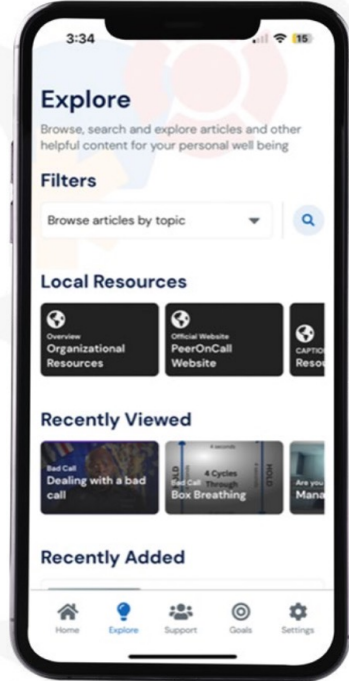 3:34
15
Explore
Browse, search and explore articles and other
helpful content for your personal well being
Filters
Browse articles by topic
Local Resources
Overview
Organizational
Resources
Official Website
PeerOnCall
Website
CAPTIO
Resou
Recently Viewed
Bad Call
Dealing with a bad
call
4 seconds
HOLD
4 Cycles
Through
HOLD
Bad Call
Box Breathing
Are you
Mana
Recently Added
Home
Explore
Support
Goals
Settings